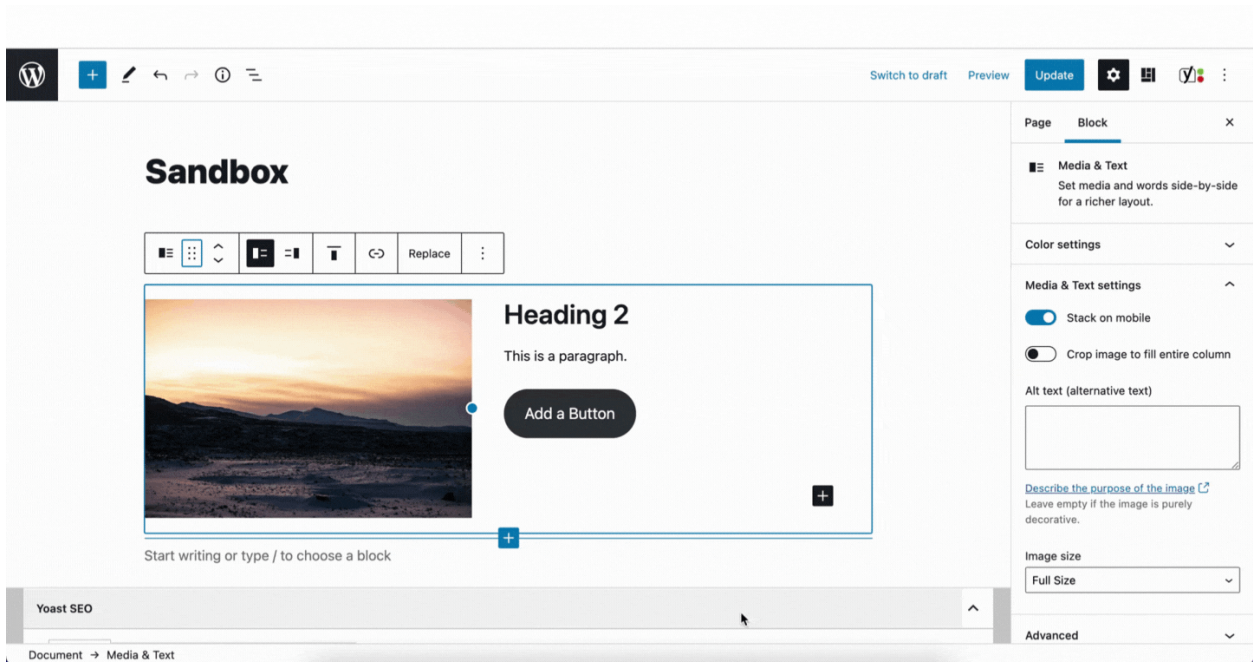 Switch to draft Preview Update
Page Block
Sandbox
Media & Text
Set media and words side-by-side
for a richer layout.
Replace
Color settings
Media & Text settings
Heading 2
Stack on mobile
This is a paragraph.
Crop image to fill entire column
Add a Button
Alt text (alternative text)
Describe the purpose of the image
Leave empty if the image is purely
decorative.
Start writing or type / to choose a block
Image size
Full Size
Yoast SEO
Advanced
Document → Media & Text